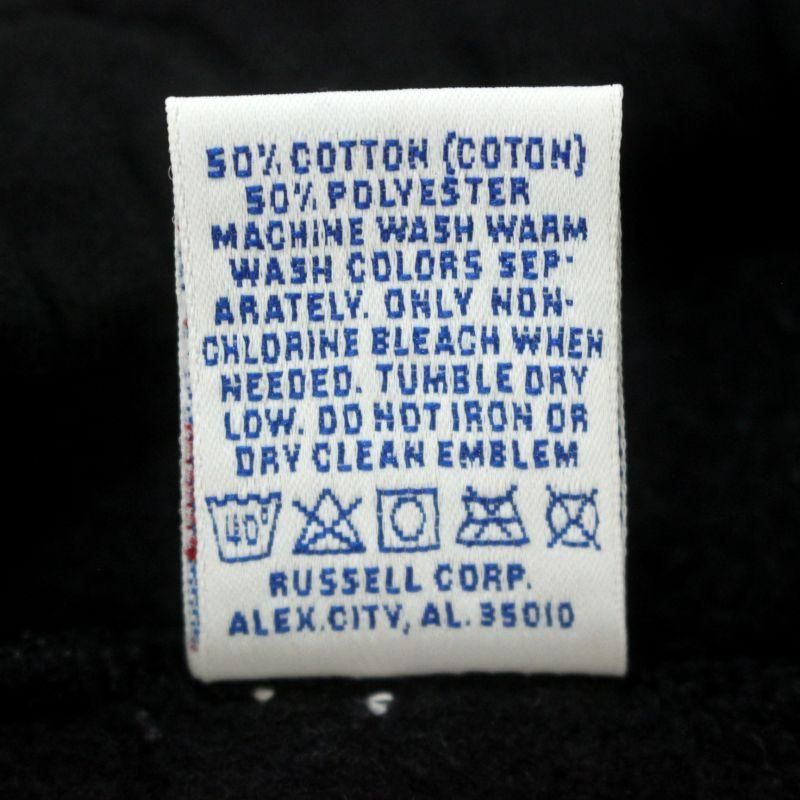 50% COTTON (COTON)
50% POLYESTER
MACHINE WASH WARM
WASH COLORS SEP-
ARATELY. ONLY NON-
CHLORINE BLEACH WHEN
NEEDED. TUMBLE DRY
LOW. DO NOT IRON OR
DRY CLEAN EMBLEM
40°
RUSSELL CORP.
ALEX.CITY, AL. 35010